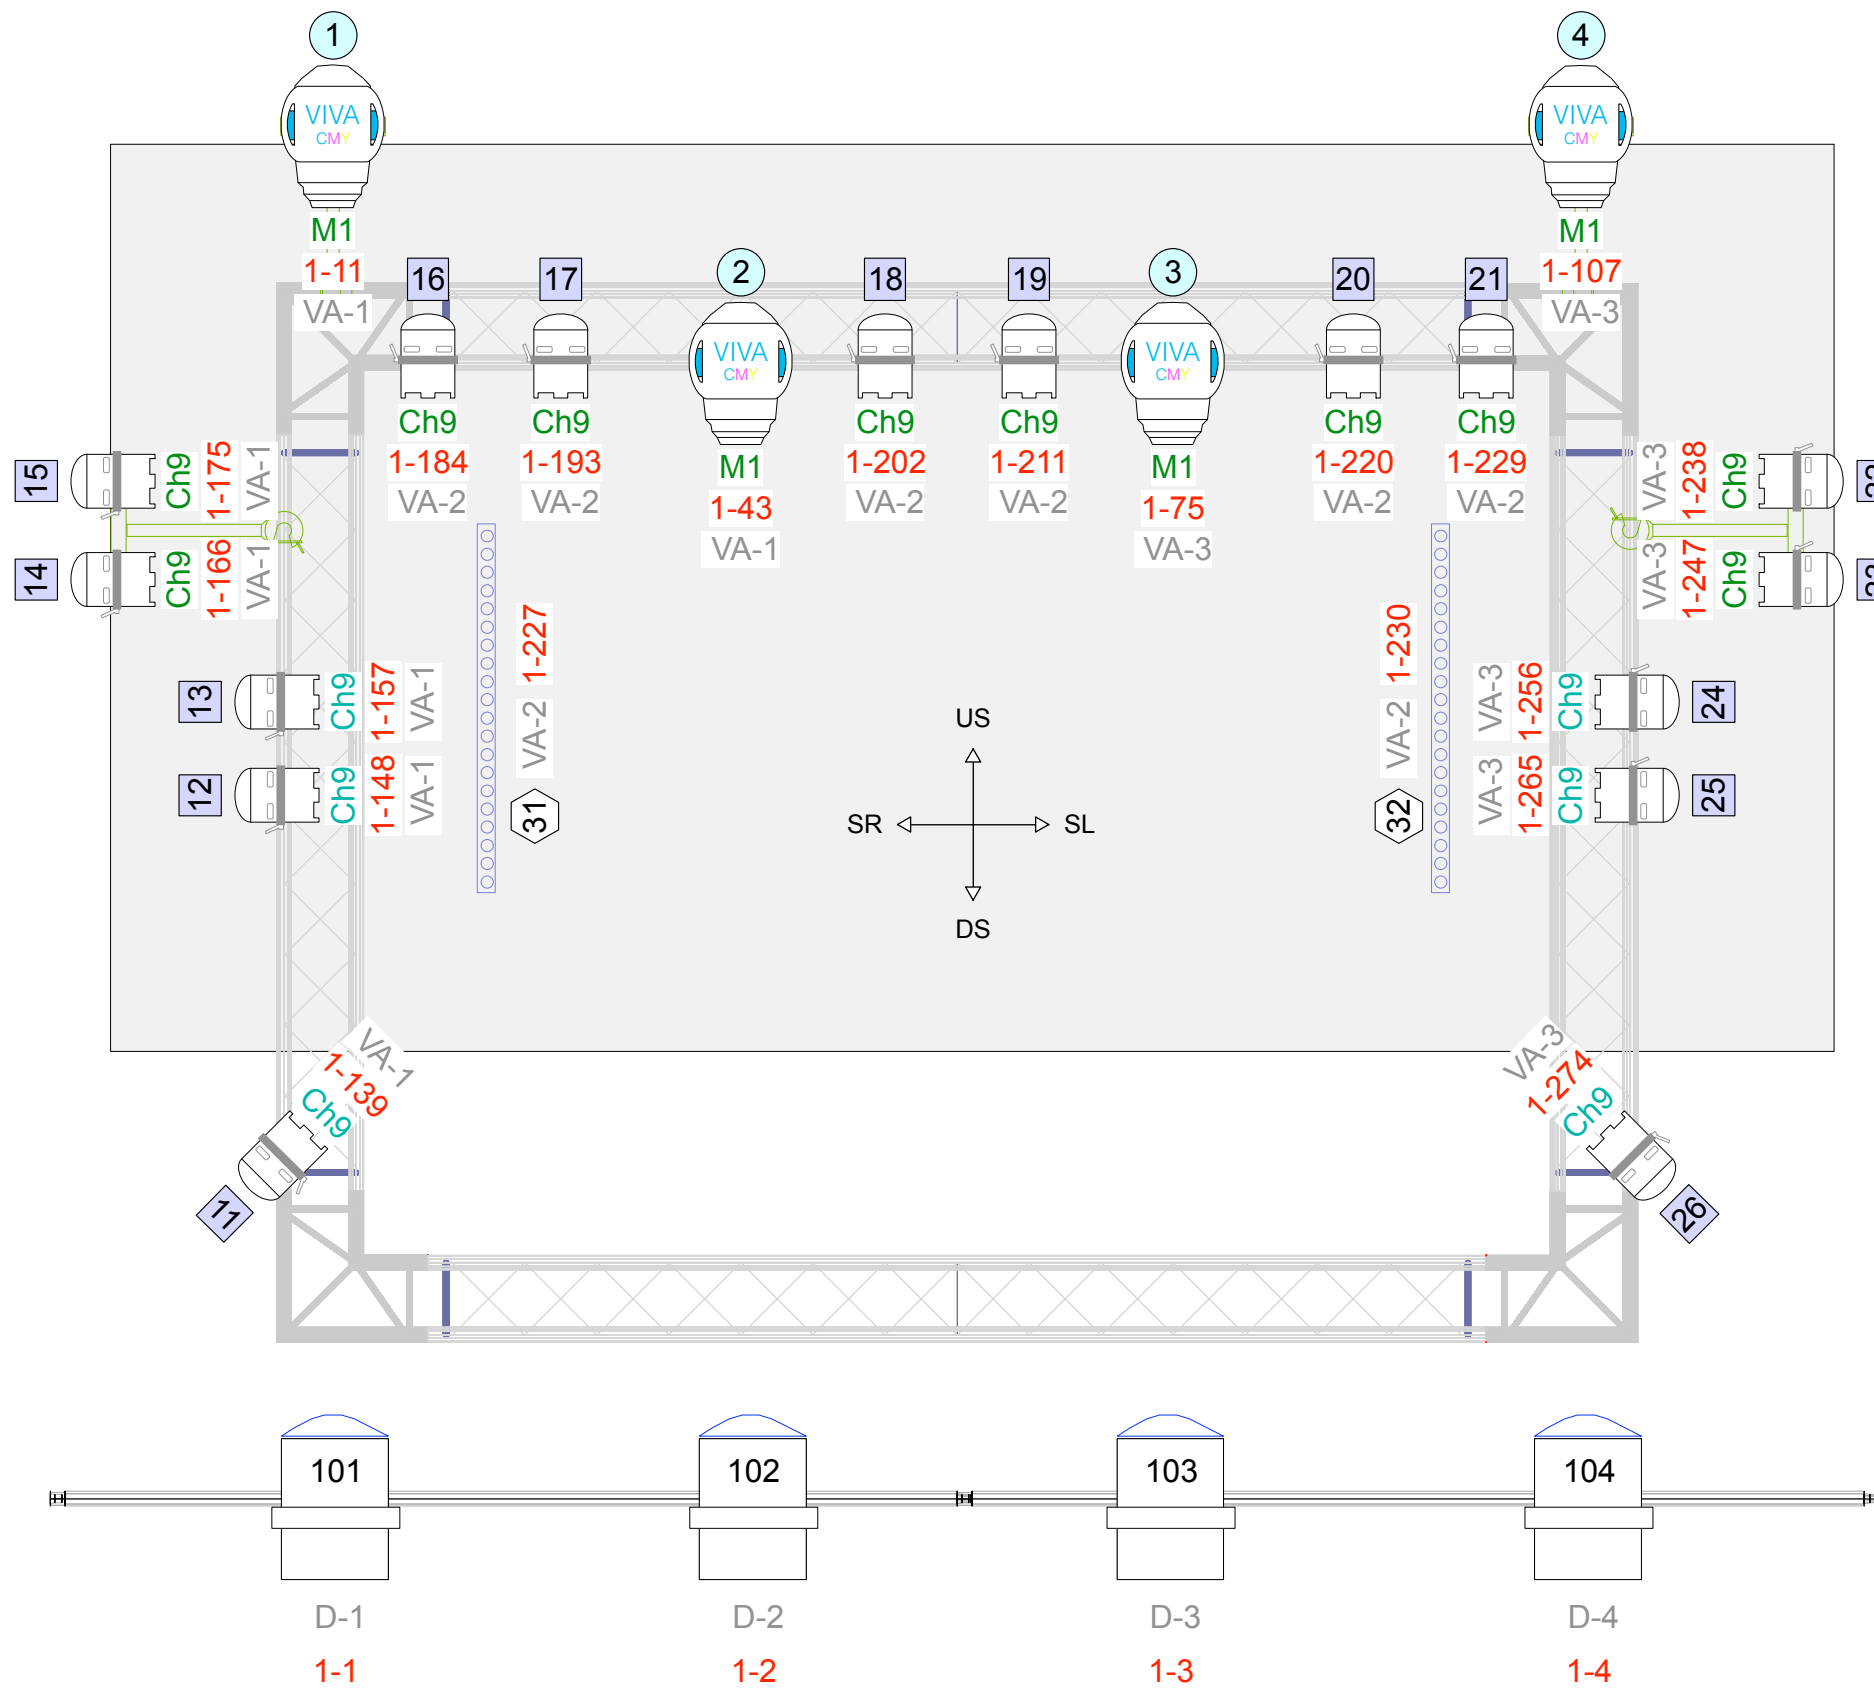 1
4
VIVA
CMY
VIVA
CMY
M1
M1
1-11
1-107
VA-1
VA-3
16
17
2
18
19
3
20
21
VIVA
CMY
VIVA
CMY
Ch9
Ch9
Ch9
Ch9
Ch9
Ch9
1-184
1-193
M1
1-202
1-211
M1
1-220
1-229
VA-2
VA-2
1-43
VA-2
VA-2
1-75
VA-2
VA-2
VA-1
VA-3
15
Ch9
1-175
VA-1
VA-3
1-238
Ch9
14
Ch9
1-166
VA-1
VA-3
1-247
Ch9
1-227
1-230
13
Ch9
1-157
VA-1
VA-3
1-256
Ch9
24
VA-2
VA-2
US
12
Ch9
1-148
VA-1
VA-3
1-265
Ch9
25
31
32
SR
SL
DS
VA-1
1-139
Ch9
11
VA-3
1-274
Ch9
26
101
102
103
104
D-1
D-2
D-3
D-4
1-1
1-2
1-3
1-4